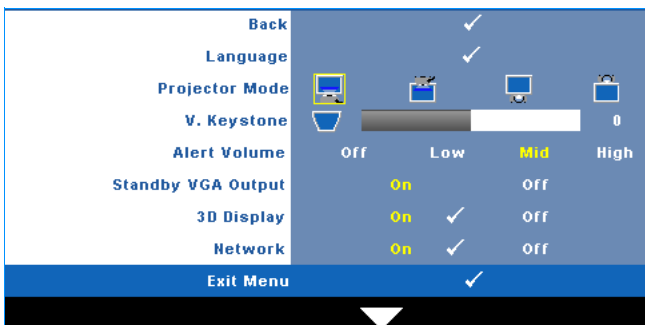 Back
Language
Projector Mode
V. Keystone 0
Alert Volume Off Low Mid High
Standby VGA Output On Off
3D Display On Off
Network On Off
Exit Menu